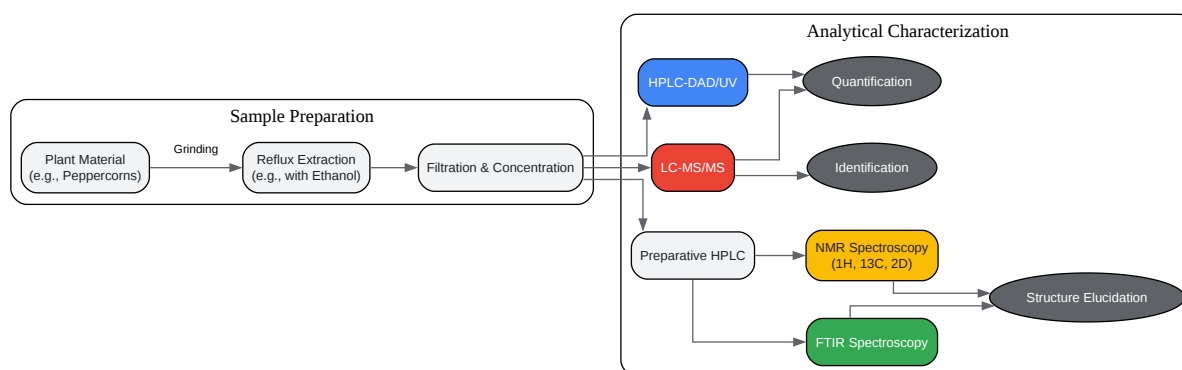 Sample Preparation
Plant Material
(e.g., Peppercorns)
Grinding
Reflux Extraction
(e.g., with Ethanol)
Filtration & Concentration
Analytical Characterization
HPLC-DAD/UV
Quantification
LC-MS/MS
Identification
Preparative HPLC
NMR Spectroscopy
(1H, 13C, 2D)
Structure Elucidation
FTIR Spectroscopy